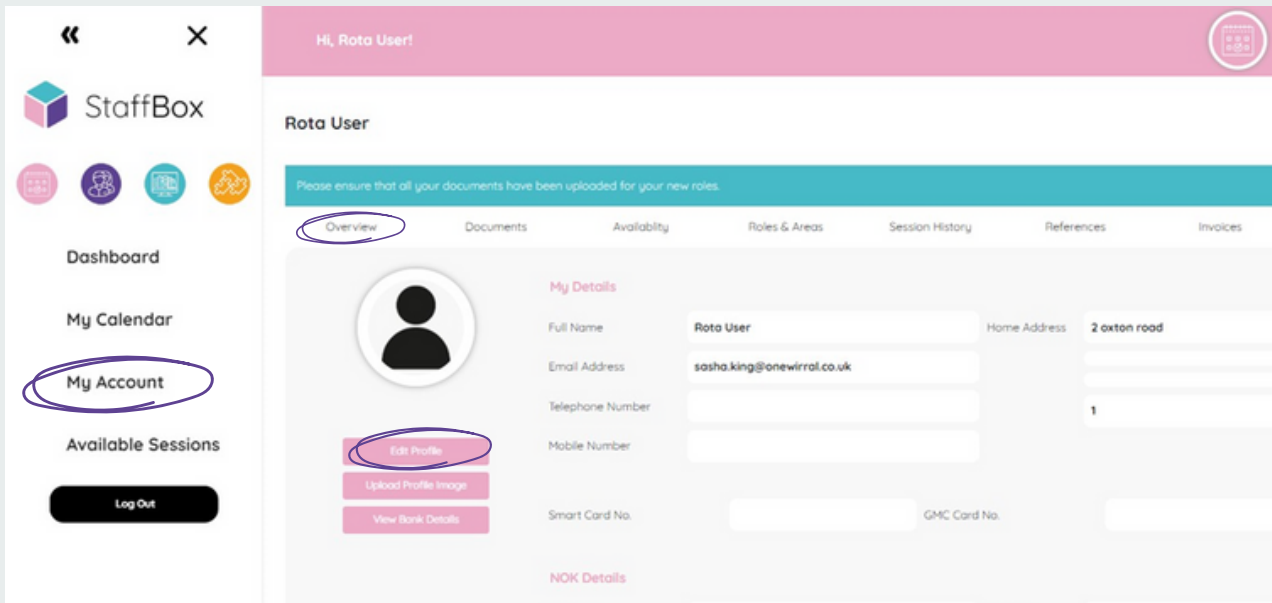 Hi, Rota User!
StaffBox
Dashboard
My Calendar
My Account
Available Sessions
Log Out
Rota User
Please ensure that all your documents have been uploaded for your new roles.
Overview Documents Availablity Roles & Areas Session History References Invoices
My Details
Full Name Rota User Home Address 2 oxton road
Email Address sasha.king@onewirral.co.uk
Telephone Number 1
Mobile Number
Edit Profile
Upload Profile Image
View Bank Details
Smart Card No. GMC Card No.
NOK Details